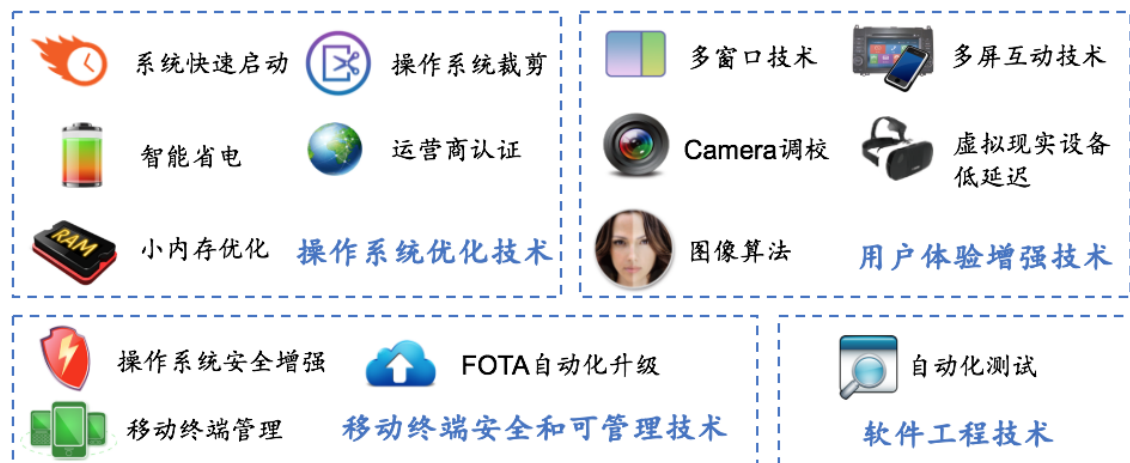 系统快速启动
操作系统裁剪
智能省电
运营商认证
RAM
小内存优化
操作系统优化技术
多窗口技术
多屏互动技术
Camera调校
虚拟现实设备
低延迟
图像算法
用户体验增强技术
操作系统安全增强
FOTA自动化升级
移动终端管理
移动终端安全和可管理技术
自动化测试
软件工程技术